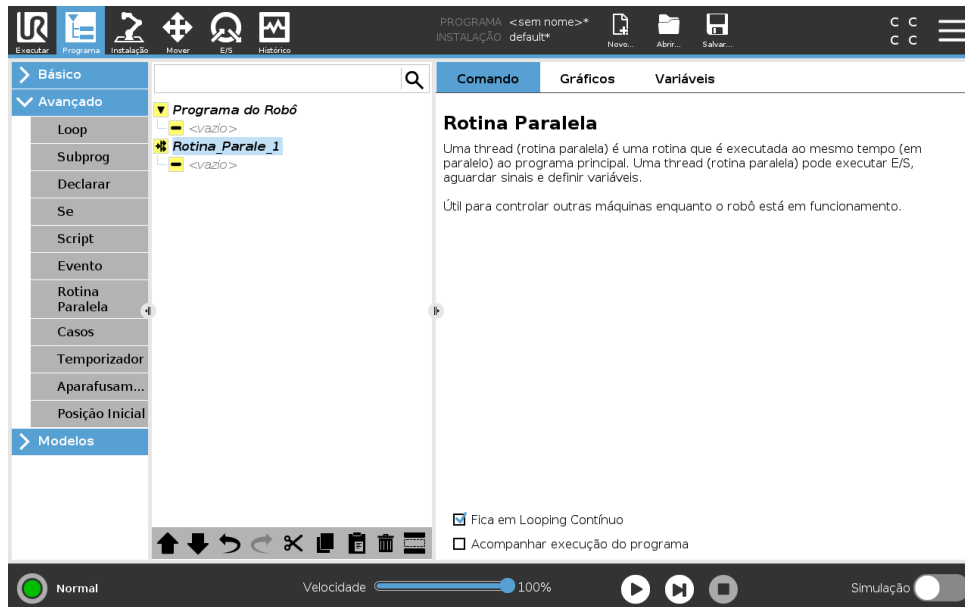 UR
PROGRAMA <sem nome>*
INSTALAÇÃO default*
Executar Programa Instalação Mover E/S Histórico
Novo... Abrir... Salvar...
C C
C C
Básico
Avançado
Loop
Subprog
Declarar
Se
Script
Evento
Rotina
Paralela
Casos
Temporizador
Aparafusam...
Posição Inicial
Modelos
Programa do Robô
<vazio>
Rotina_Parale_1
<vazio>
Comando Gráficos Variáveis
Rotina Paralela
Uma thread (rotina paralela) é uma rotina que é executada ao mesmo tempo (em
paralelo) ao programa principal. Uma thread (rotina paralela) pode executar E/S,
aguardar sinais e definir variáveis.
Útil para controlar outras máquinas enquanto o robô está em funcionamento.
Fica em Looping Contínuo
Acompanhar execução do programa
Normal
Velocidade 100%
Simulação